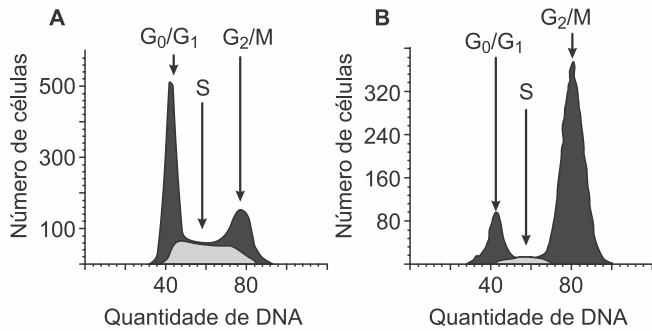 A
G₀/G₁
G₂/M
S
500
300
100
40
80
Número de células
Quantidade de DNA
B
G₂/M
G₀/G₁
S
320
240
160
80
40
80
Número de células
Quantidade de DNA